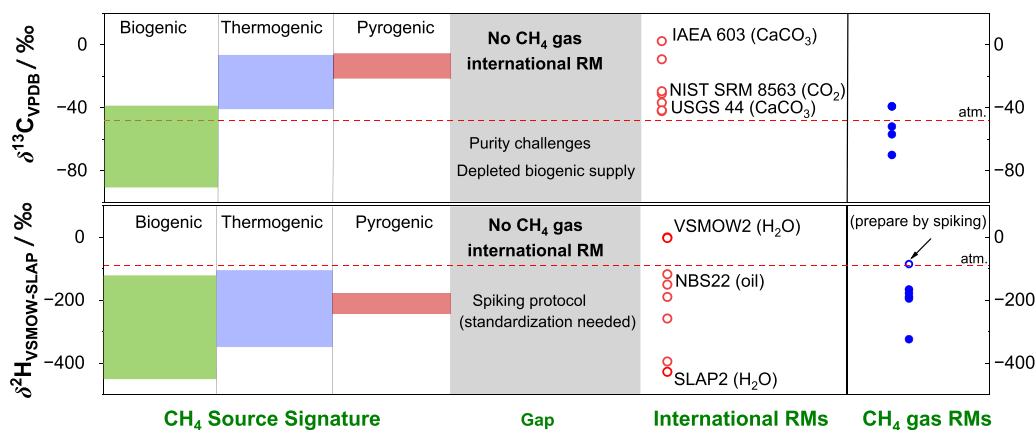 Biogenic
Thermogenic
Pyrogenic
No CH₄ gas
international RM
Purity challenges
Depleted biogenic supply
IAEA 603 (CaCO₃)
NIST SRM 8563 (CO₂)
USGS 44 (CaCO₃)
atm.
δ¹³C_VPDB / ‰
0
−40
−80
0
−40
−80
Biogenic
Thermogenic
Pyrogenic
No CH₄ gas
international RM
Spiking protocol
(standardization needed)
VSMOW2 (H₂O)
NBS22 (oil)
SLAP2 (H₂O)
(prepare by spiking)
atm.
δ²H_VSMOW-SLAP / ‰
0
−200
−400
0
−200
−400
CH₄ Source Signature
Gap
International RMs
CH₄ gas RMs